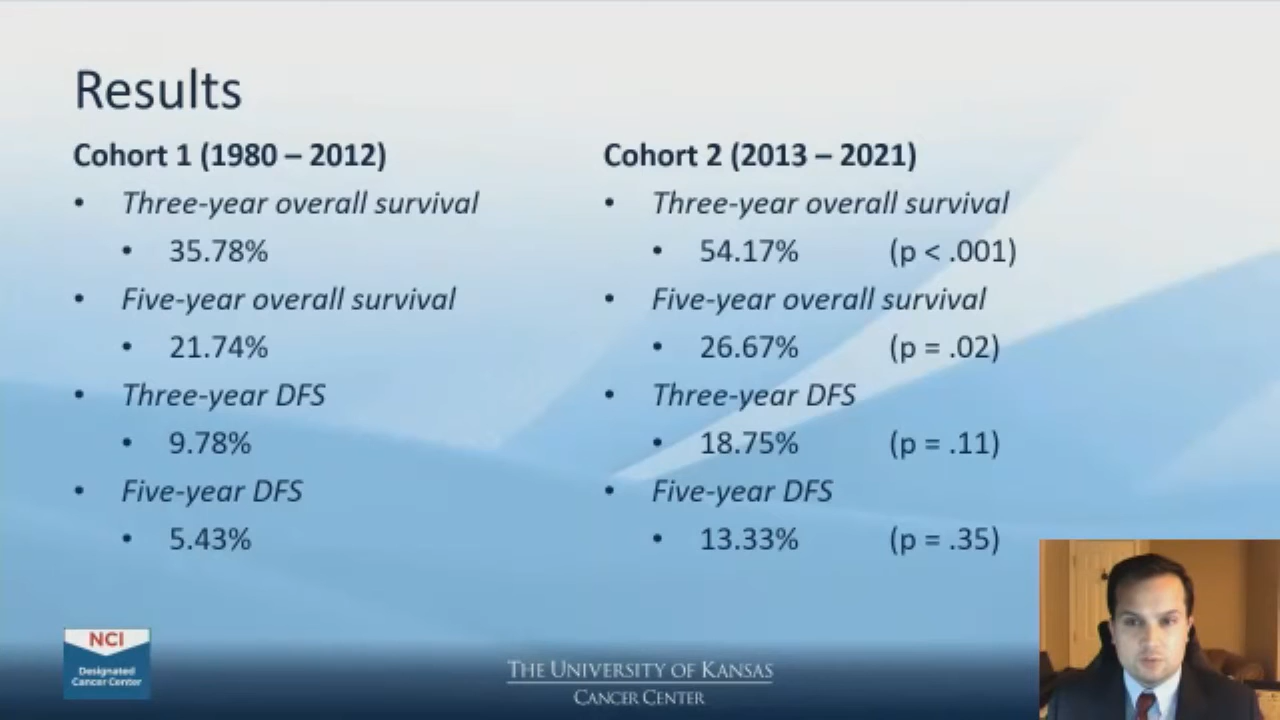 Results
Cohort 1 (1980 – 2012)
• Three-year overall survival
• 35.78%
• Five-year overall survival
• 21.74%
• Three-year DFS
• 9.78%
• Five-year DFS
• 5.43%
Cohort 2 (2013 – 2021)
• Three-year overall survival
• 54.17% (p < .001)
• Five-year overall survival
• 26.67% (p = .02)
• Three-year DFS
• 18.75% (p = .11)
• Five-year DFS
• 13.33% (p = .35)
NCI
Designated
Cancer Center
THE UNIVERSITY OF KANSAS
CANCER CENTER